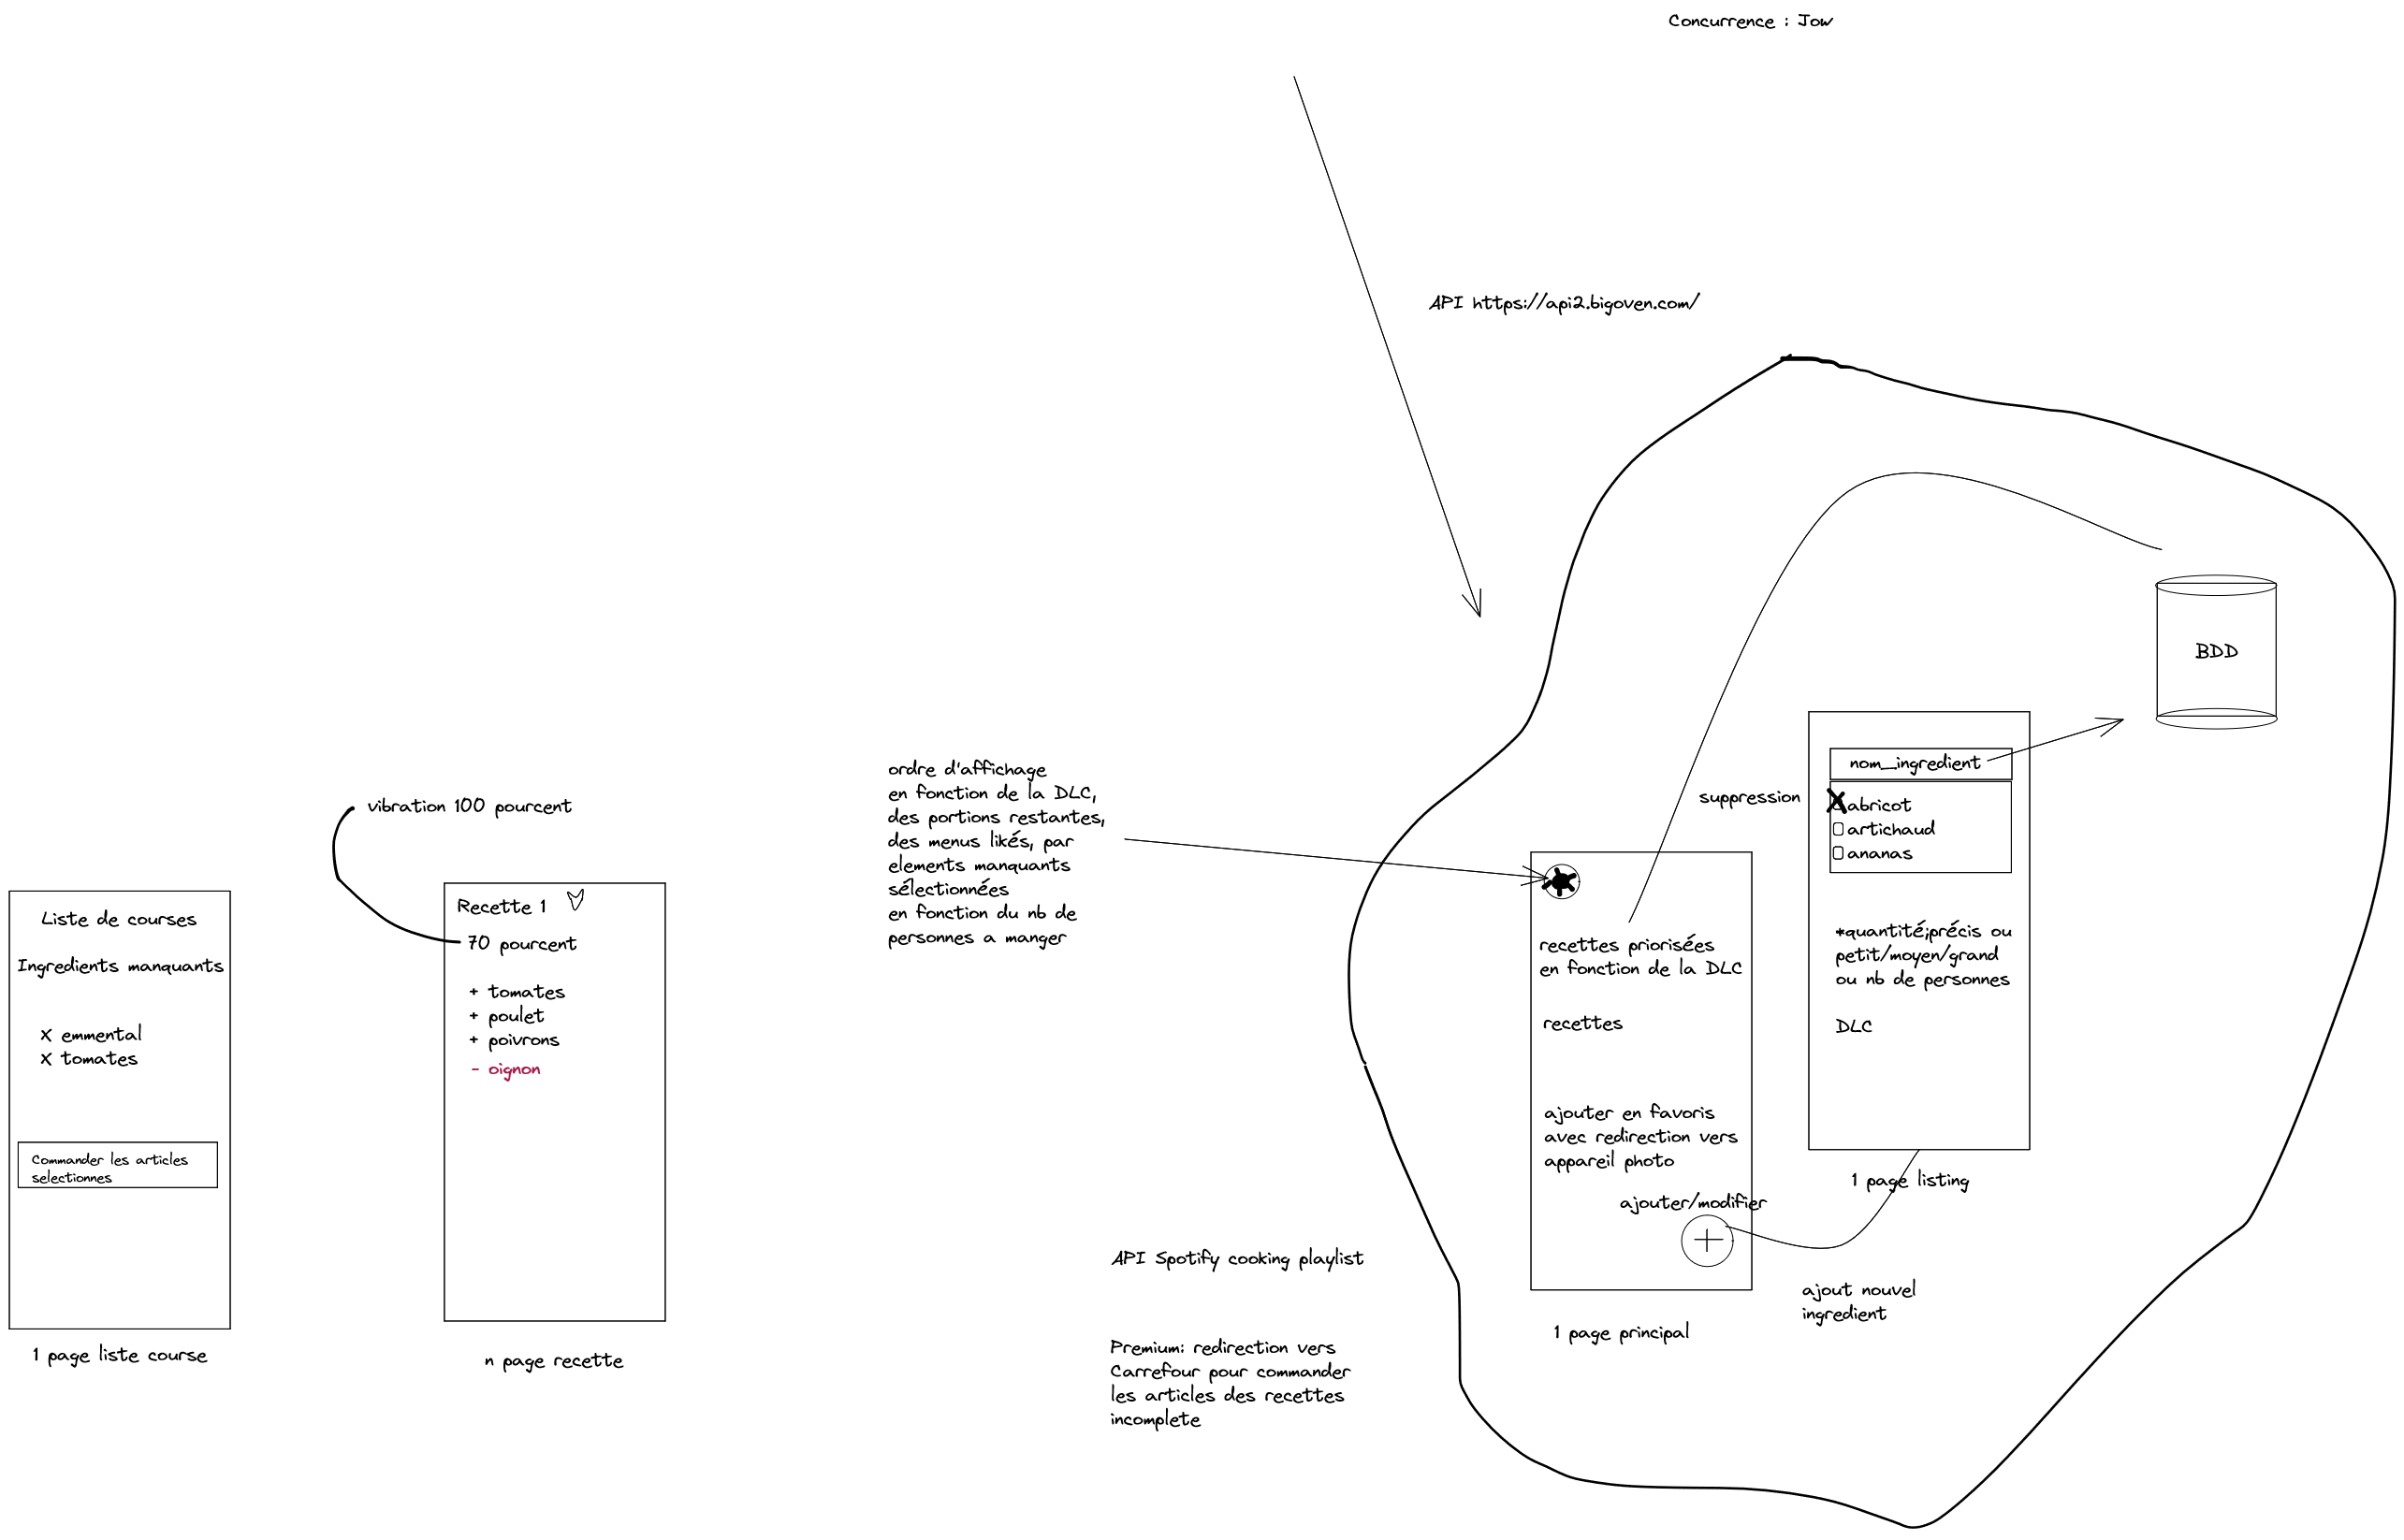 Concurrence : Jow
API https://api2.bigoven.com/
BDD
nom_ingredient
suppression
abricot
artichaud
ananas
*quantité;précis ou
petit/moyen/grand
ou nb de personnes
DLC
1 page listing
ordre d'affichage
en fonction de la DLC,
des portions restantes,
des menus likés, par
elements manquants
sélectionnées
en fonction du nb de
personnes a manger
recettes priorisées
en fonction de la DLC
recettes
ajouter en favoris
avec redirection vers
appareil photo
ajouter/modifier
1 page principal
ajout nouvel
ingredient
API Spotify cooking playlist
Premium: redirection vers
Carrefour pour commander
les articles des recettes
incomplete
vibration 100 pourcent
Recette 1
70 pourcent
+ tomates
+ poulet
+ poivrons
- oignon
n page recette
Liste de courses
Ingredients manquants
X emmental
X tomates
Commander les articles
selectionnes
1 page liste course